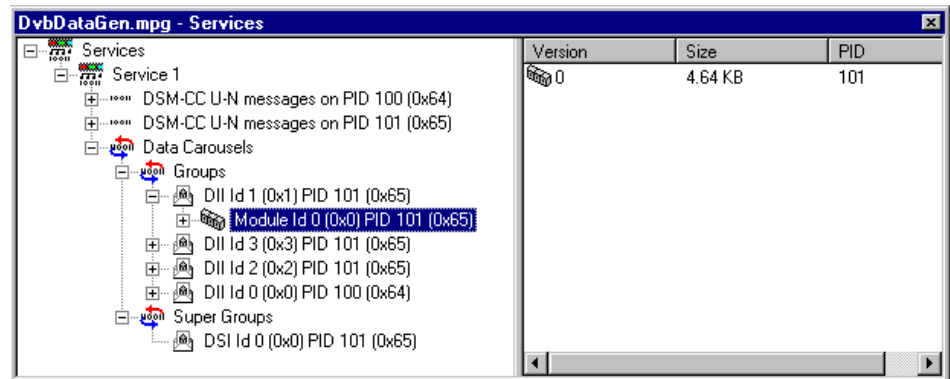 DvbDataGen.mpg - Services
Services
Service 1
DSM-CC U-N messages on PID 100 (0x64)
DSM-CC U-N messages on PID 101 (0x65)
Data Carousels
Groups
DII Id 1 (0x1) PID 101 (0x65)
Module Id 0 (0x0) PID 101 (0x65)
DII Id 3 (0x3) PID 101 (0x65)
DII Id 2 (0x2) PID 101 (0x65)
DII Id 0 (0x0) PID 100 (0x64)
Super Groups
DSI Id 0 (0x0) PID 101 (0x65)
Version Size PID
0 4.64 KB 101